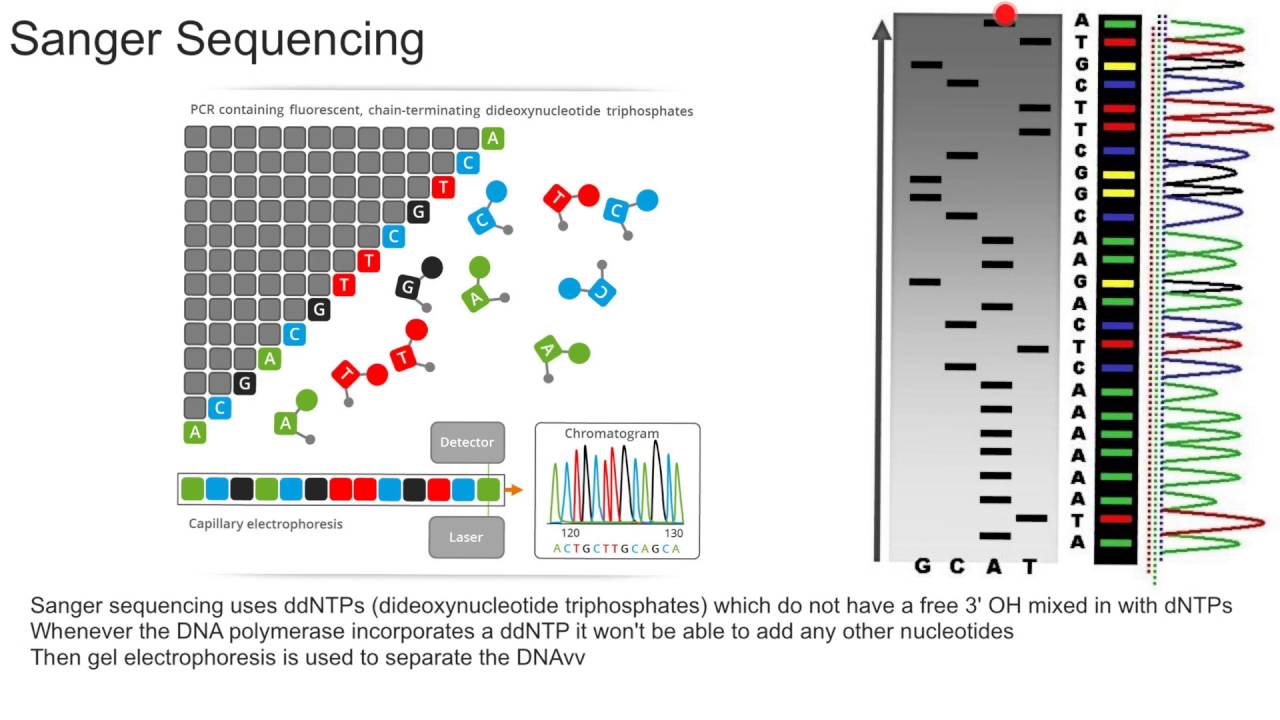 Sanger Sequencing
PCR containing fluorescent, chain-terminating dideoxynucleotide triphosphates
A
C
T
G
C
T
T
G
C
A
G
C
A
C
T
C
G
A
C
T
T
A
A
Detector
Laser
Capillary electrophoresis
Chromatogram
120 130
A C T G C T T G C A G C A
A
T
G
C
T
T
C
G
G
C
A
A
G
A
C
T
C
A
A
A
A
A
A
T
A
G C A T
Sanger sequencing uses ddNTPs (dideoxynucleotide triphosphates) which do not have a free 3' OH mixed in with dNTPs
Whenever the DNA polymerase incorporates a ddNTP it won't be able to add any other nucleotides
Then gel electrophoresis is used to separate the DNAvv